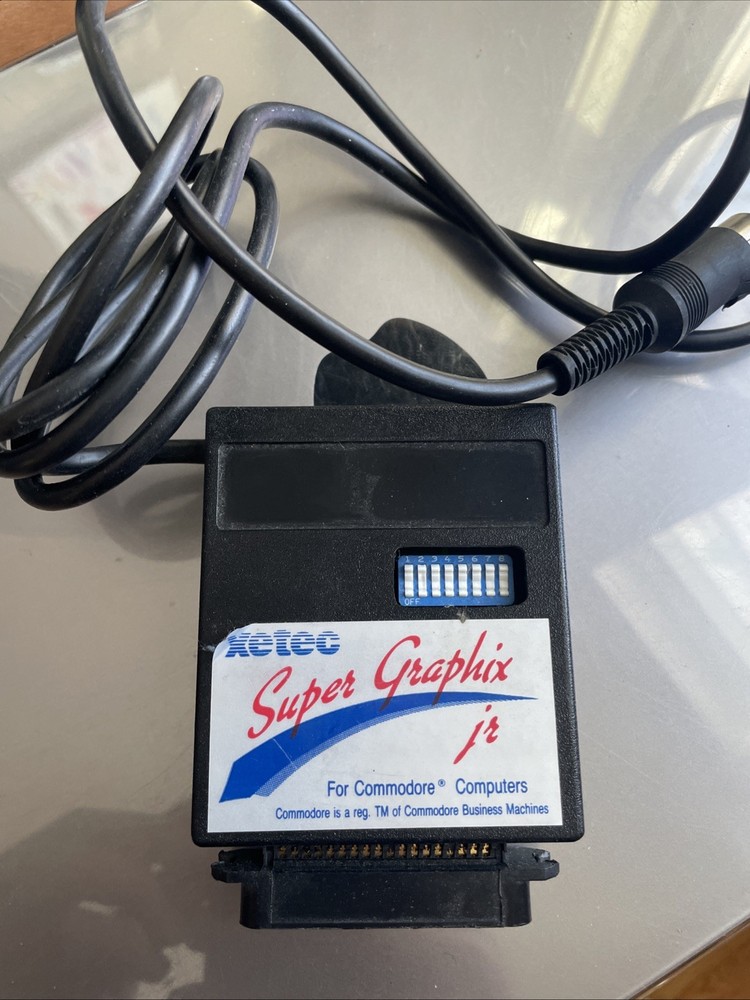 1 2 3 4 5 6 7 8
OFF
xetec
Super Graphix
jr
For Commodore® Computers
Commodore is a reg. TM of Commodore Business Machines